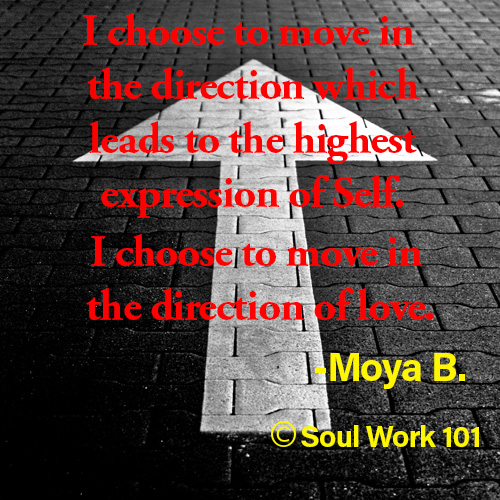 I choose to move in
the direction which
leads to the highest
expression of Self.
I choose to move in
the direction of love.
-Moya B.
© Soul Work 101